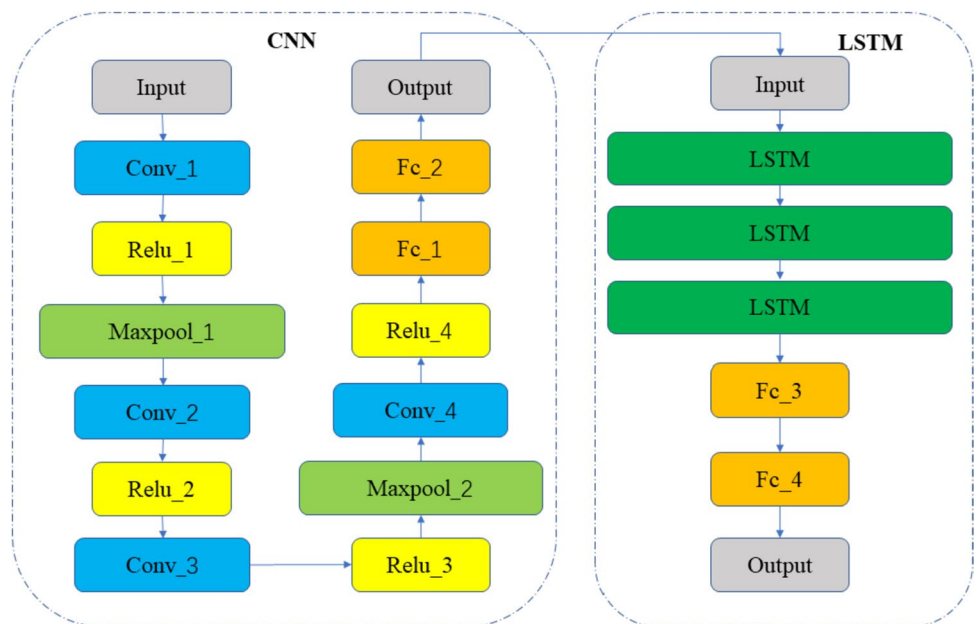 CNN
Input
Conv_1
Relu_1
Maxpool_1
Conv_2
Relu_2
Conv_3
Relu_3
Maxpool_2
Conv_4
Relu_4
Fc_1
Fc_2
Output
LSTM
Input
LSTM
LSTM
LSTM
Fc_3
Fc_4
Output